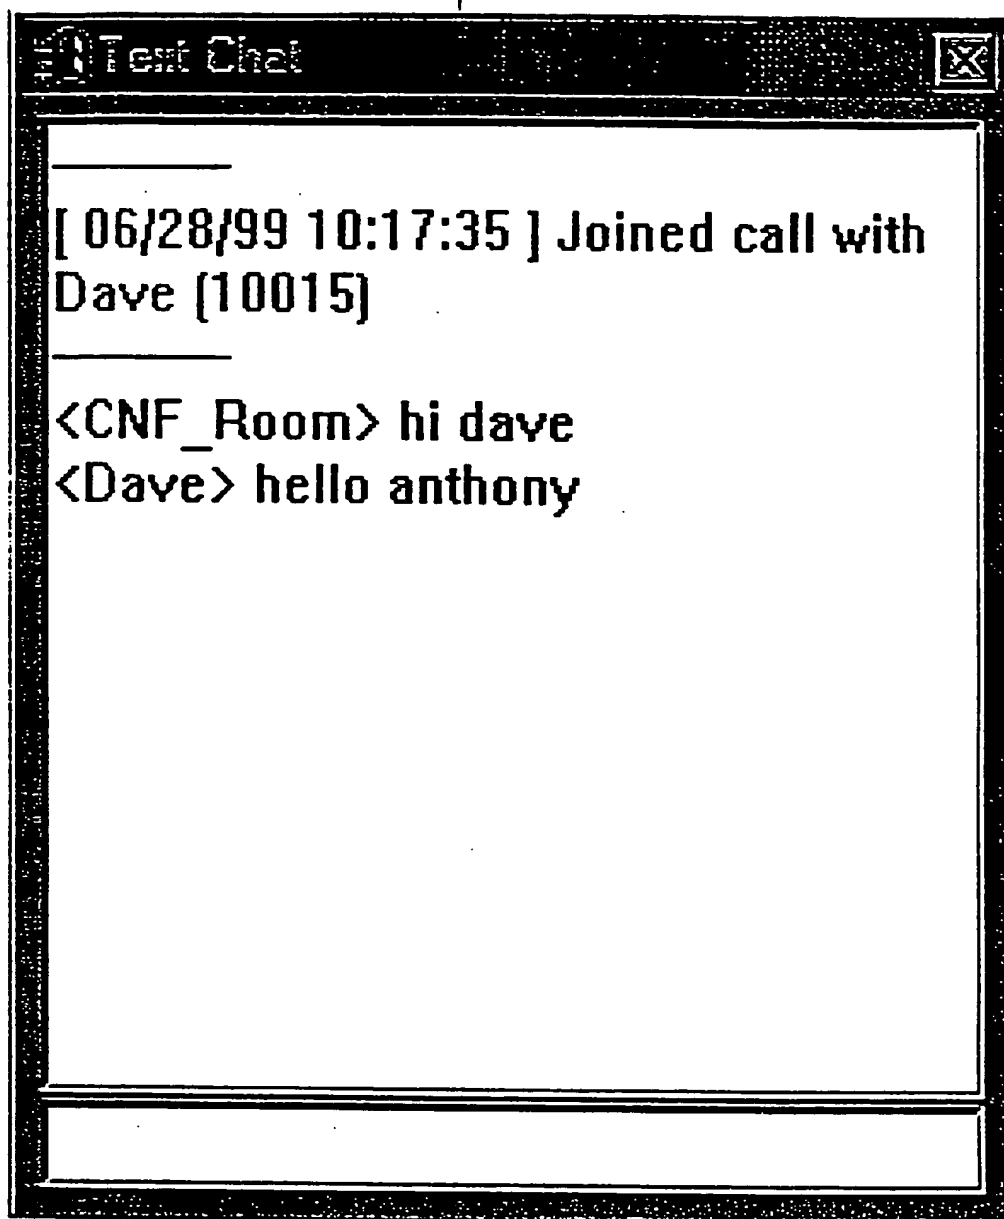 Text Chat
[ 06/28/99 10:17:35 ] Joined call with
Dave [10015]
<CNF_Room> hi dave
<Dave> hello anthony